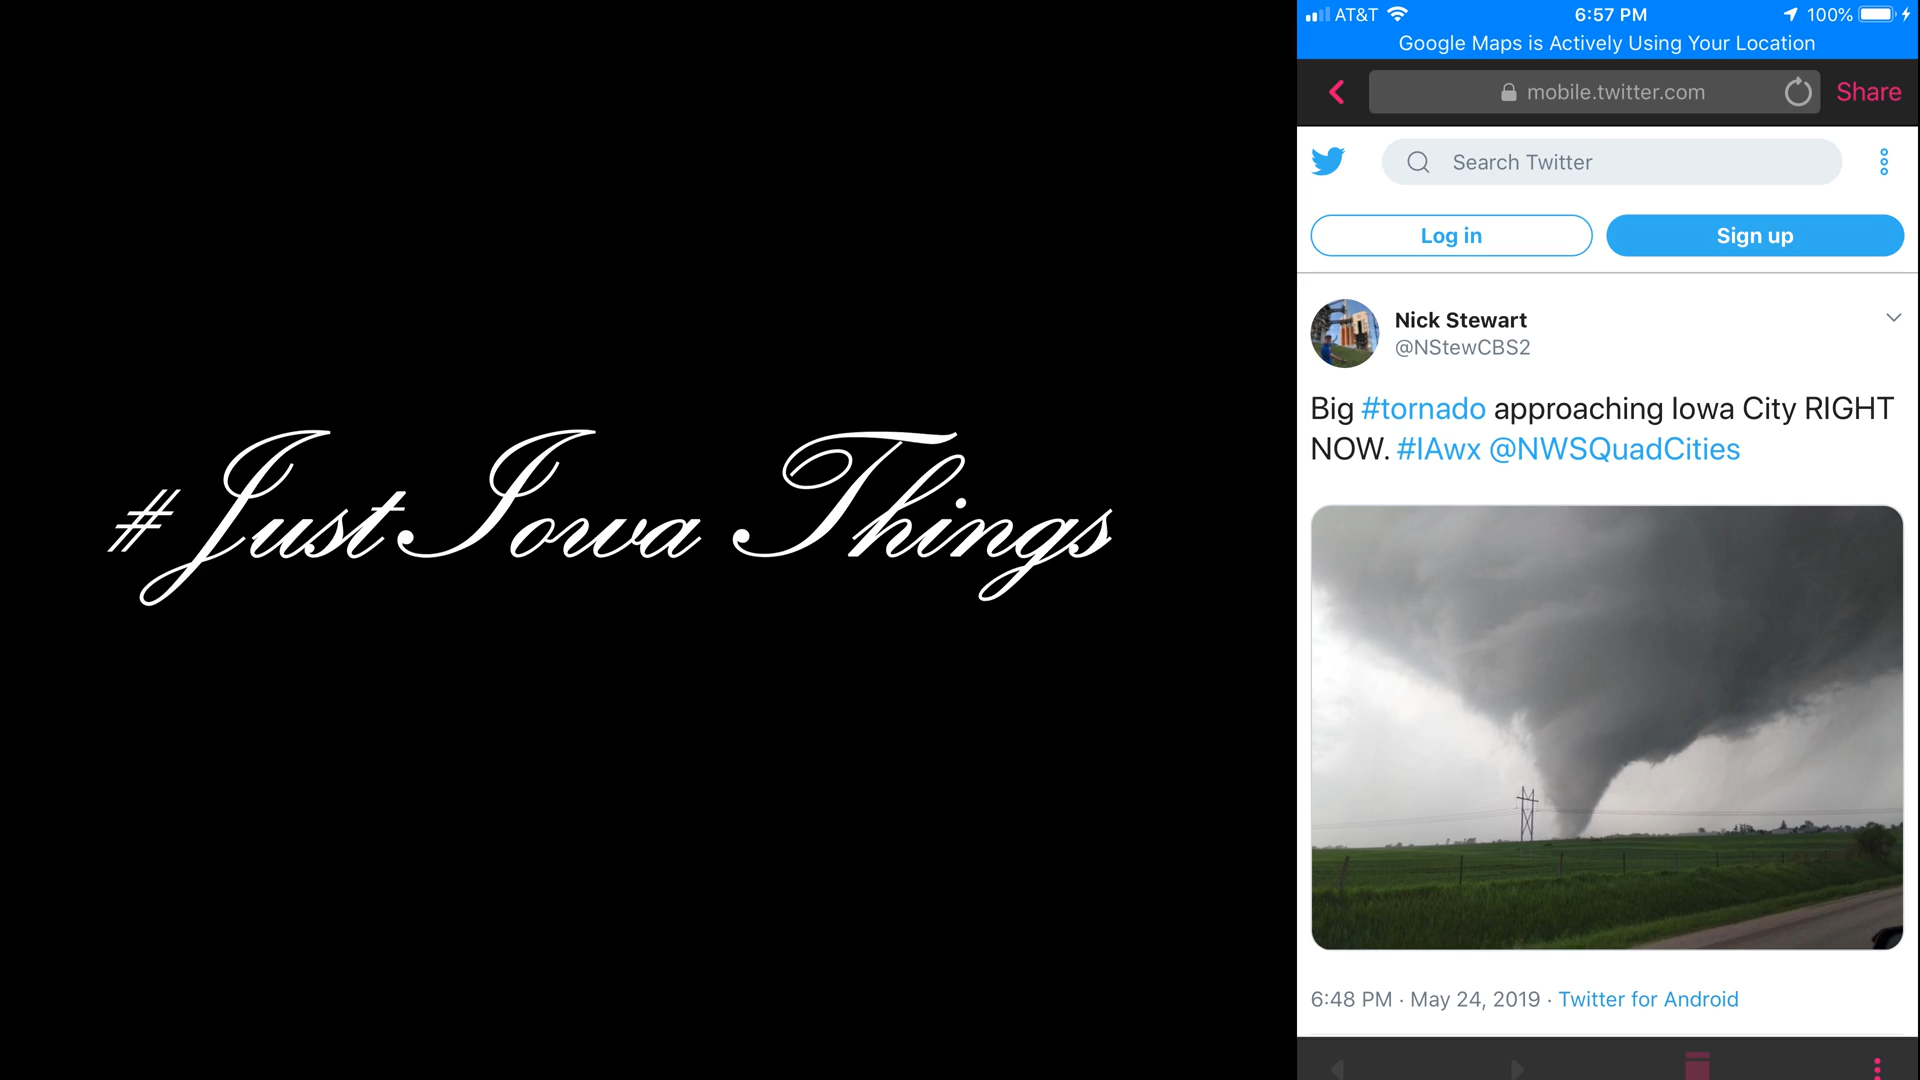 #JustIowa Things
AT&T
6:57 PM
100%
Google Maps is Actively Using Your Location
mobile.twitter.com
Share
Search Twitter
Log in
Sign up
Nick Stewart
@NStewCBS2
Big #tornado approaching Iowa City RIGHT
NOW. #IAwx @NWSQuadCities
6:48 PM · May 24, 2019 · Twitter for Android